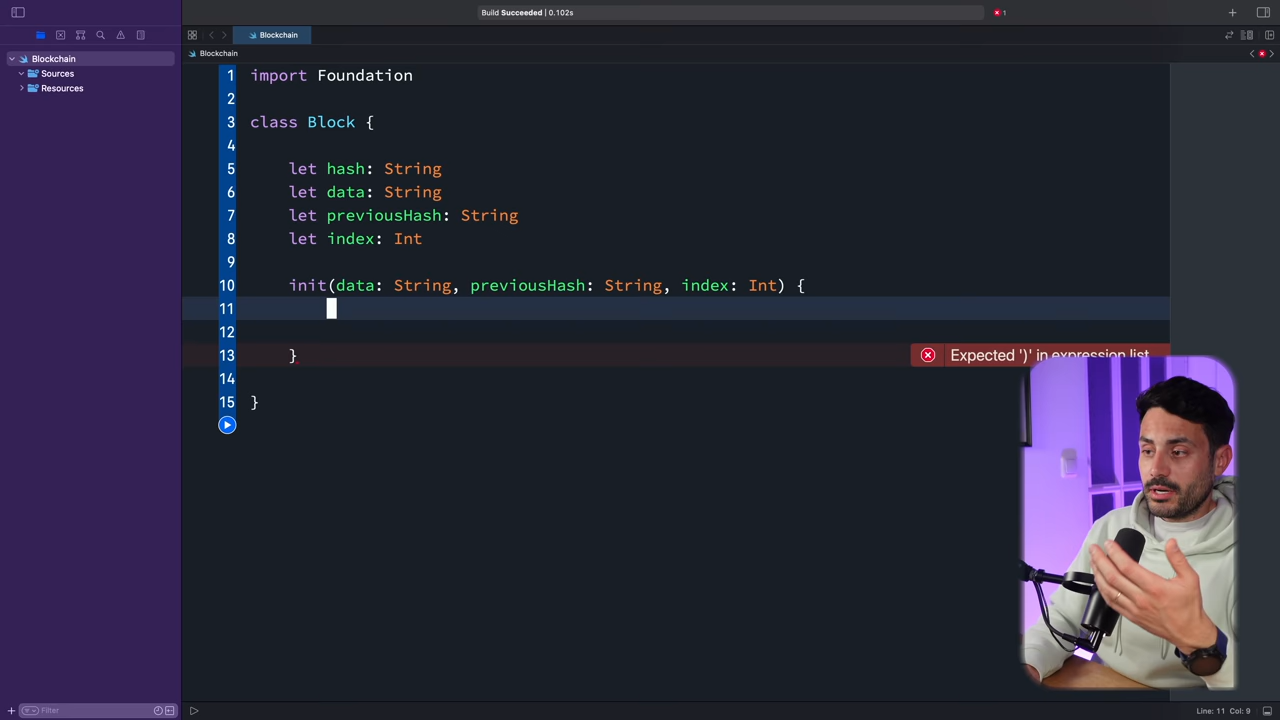 Build Succeeded | 0.102s
1
Blockchain
Blockchain
Blockchain
Sources
Resources
1 import Foundation
2
3 class Block {
4
5 let hash: String
6 let data: String
7 let previousHash: String
8 let index: Int
9
10 init(data: String, previousHash: String, index: Int) {
11
12
13 }
Expected ')' in expression list
14
15 }
Filter
Line: 11 Col: 9